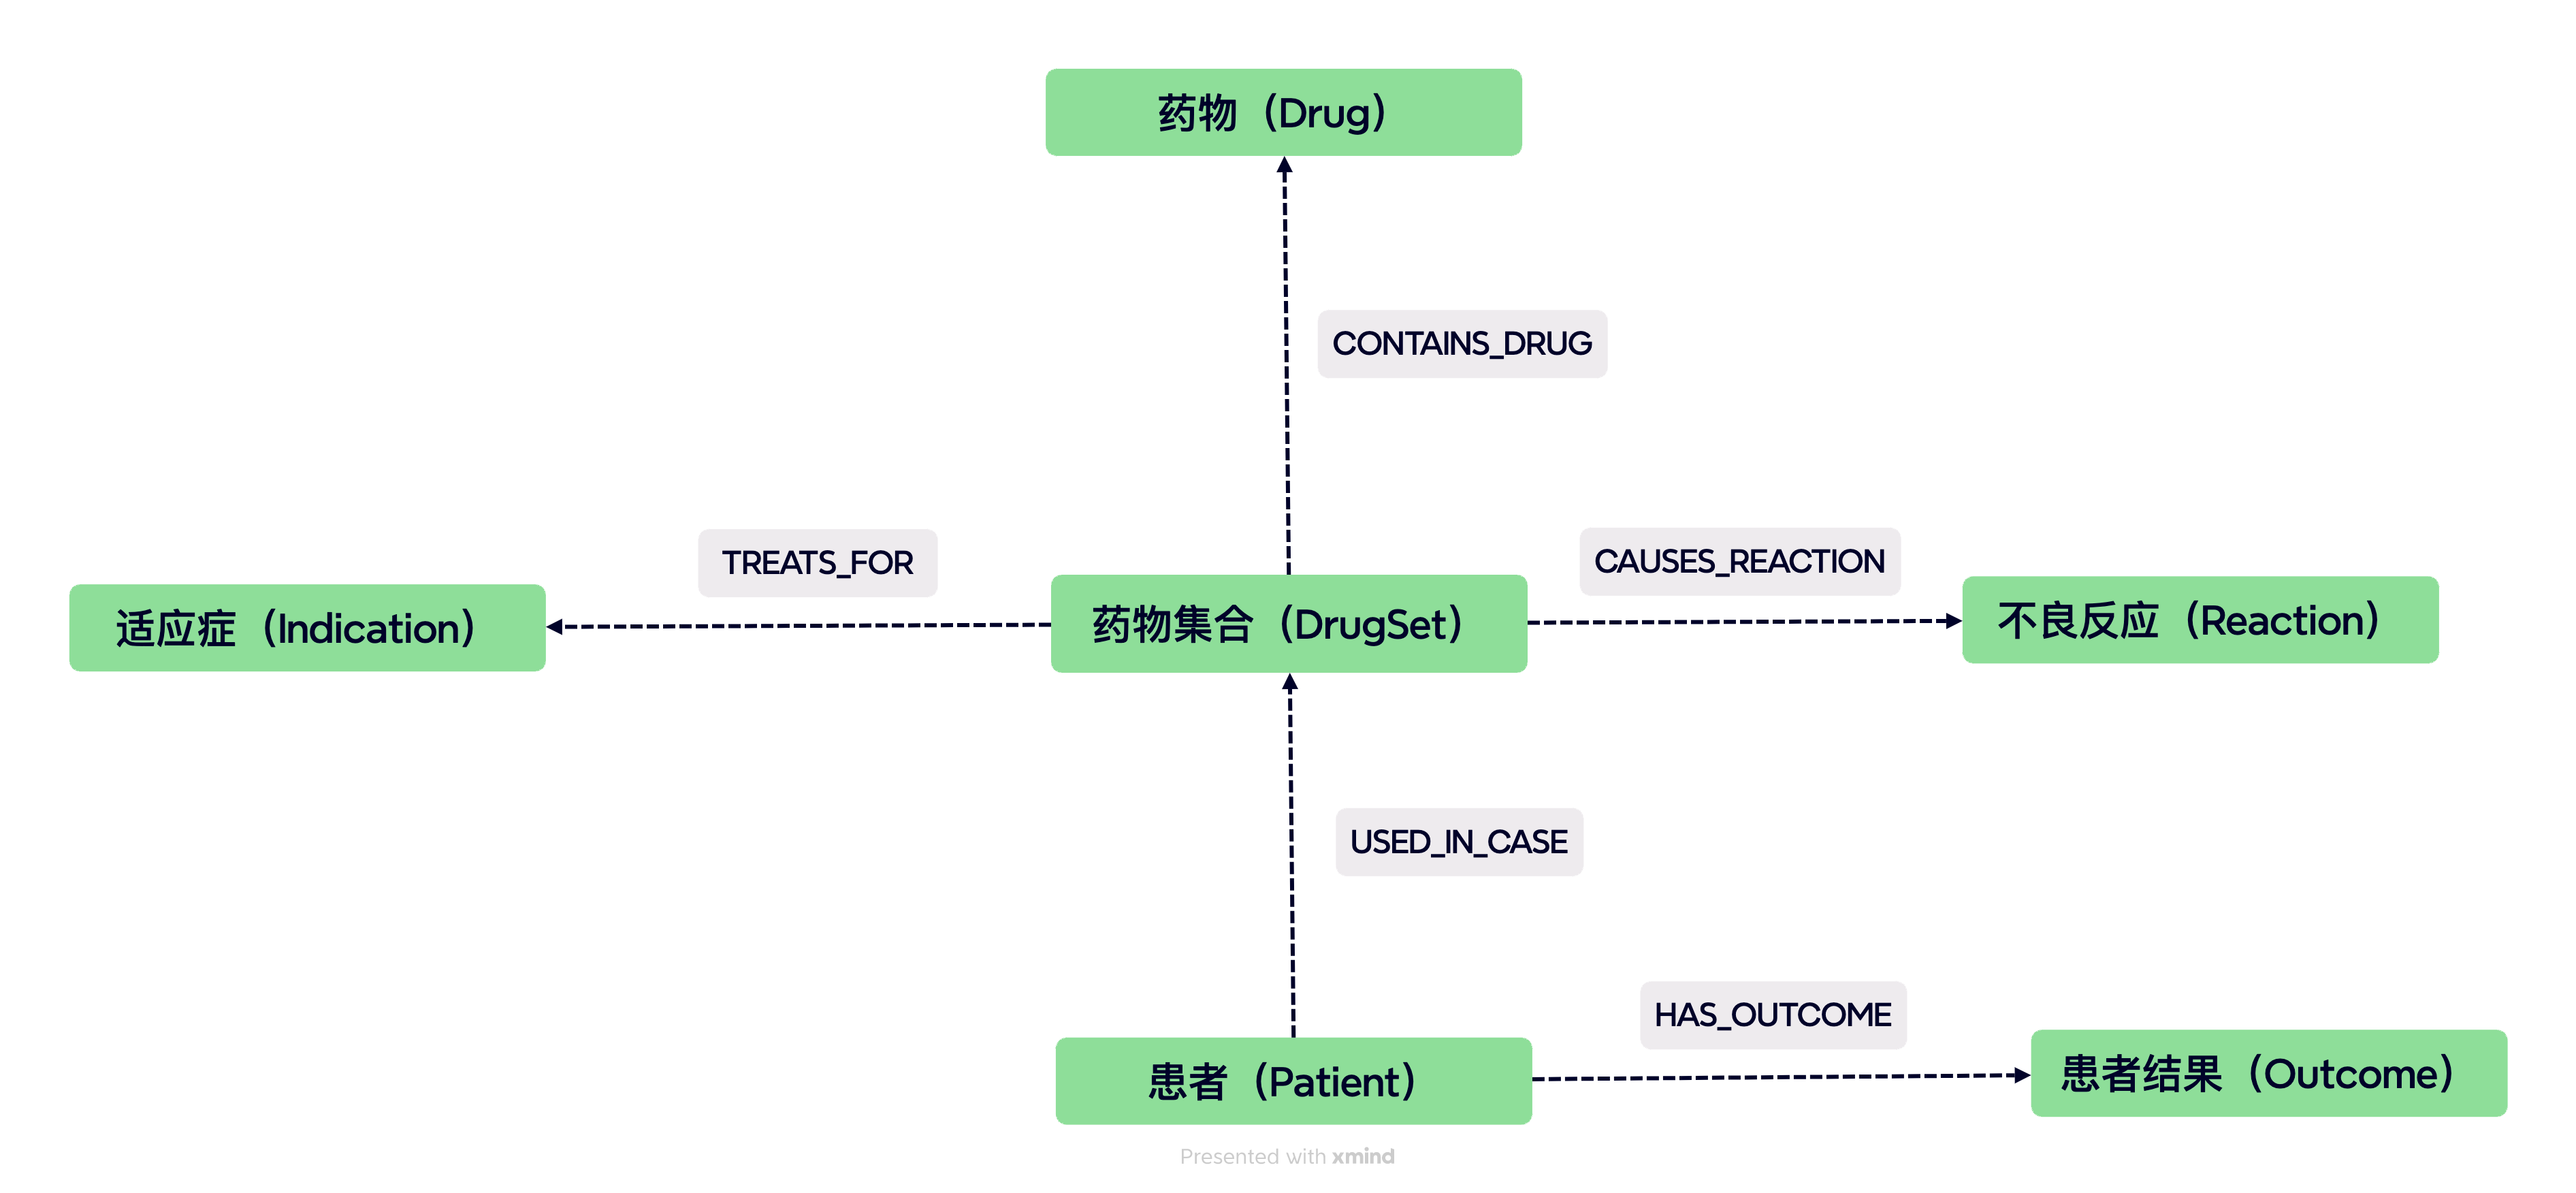 药物（Drug）
CONTAINS_DRUG
TREATS_FOR
CAUSES_REACTION
适应症（Indication）
药物集合（DrugSet）
不良反应（Reaction）
USED_IN_CASE
HAS_OUTCOME
患者（Patient）
患者结果（Outcome）
Presented with xmind